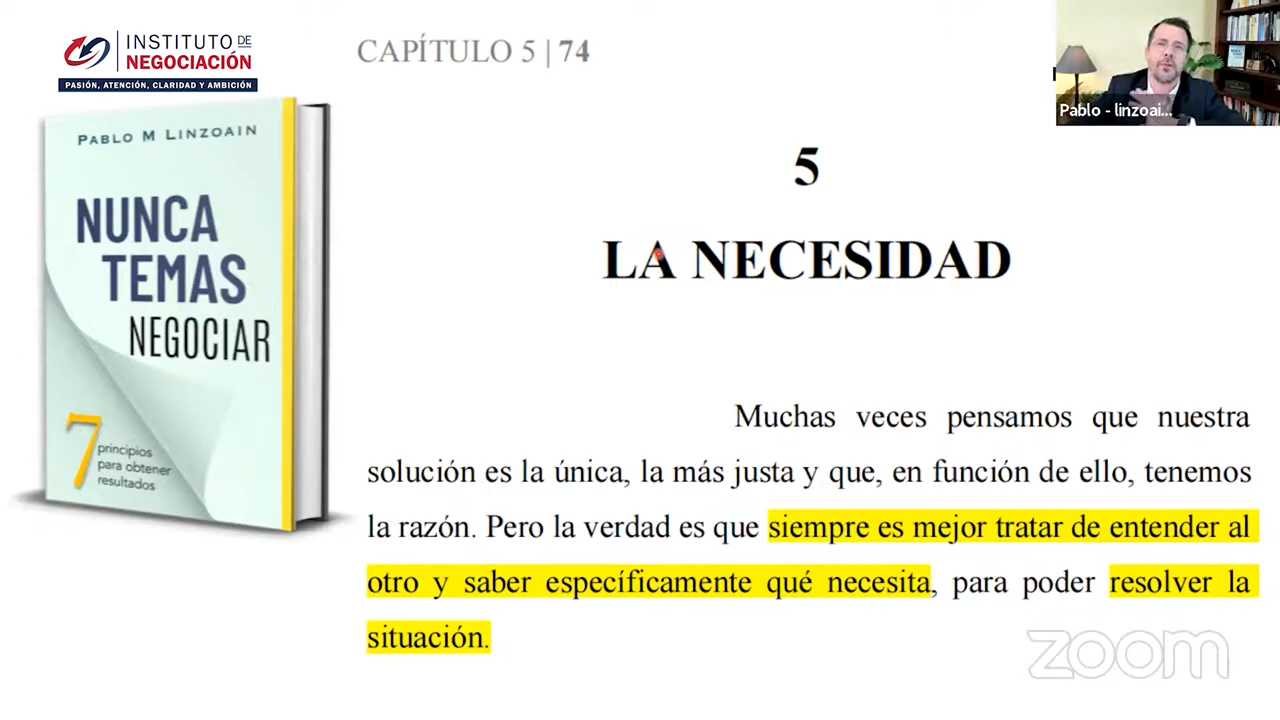 INSTITUTO DE
NEGOCIACIÓN
PASIÓN, ATENCIÓN, CLARIDAD Y AMBICIÓN
CAPÍTULO 5 | 74
Pablo - linzoai...
PABLO M LINZOAIN
NUNCA
TEMAS
NEGOCIAR
7
principios
para obtener
resultados
5
LA NECESIDAD
Muchas veces pensamos que nuestra
solución es la única, la más justa y que, en función de ello, tenemos
la razón. Pero la verdad es que siempre es mejor tratar de entender al
otro y saber específicamente qué necesita, para poder resolver la
situación.
zoom